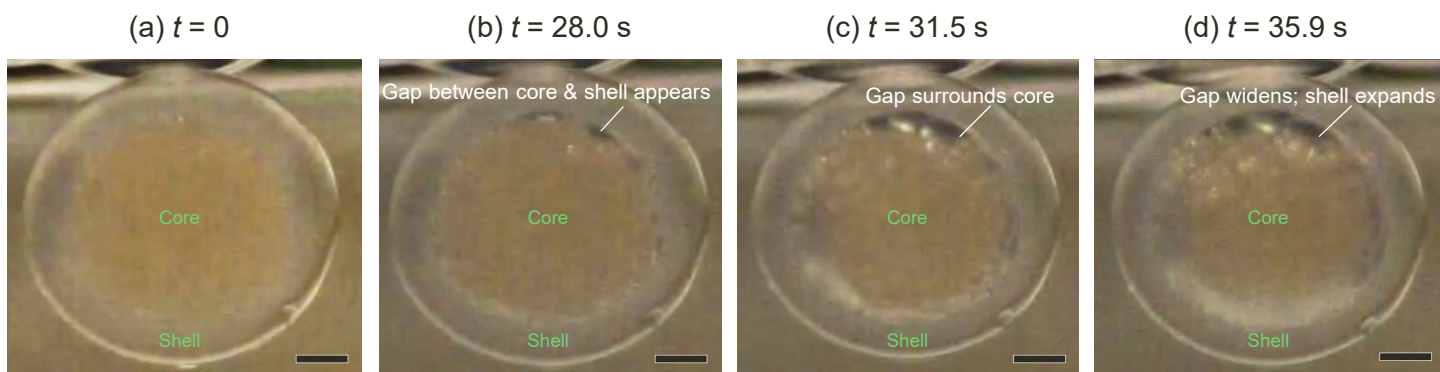 (a) t = 0
(b) t = 28.0 s
(c) t = 31.5 s
(d) t = 35.9 s
Gap between core & shell appears
Gap surrounds core
Gap widens; shell expands
Core
Core
Core
Core
Shell
Shell
Shell
Shell